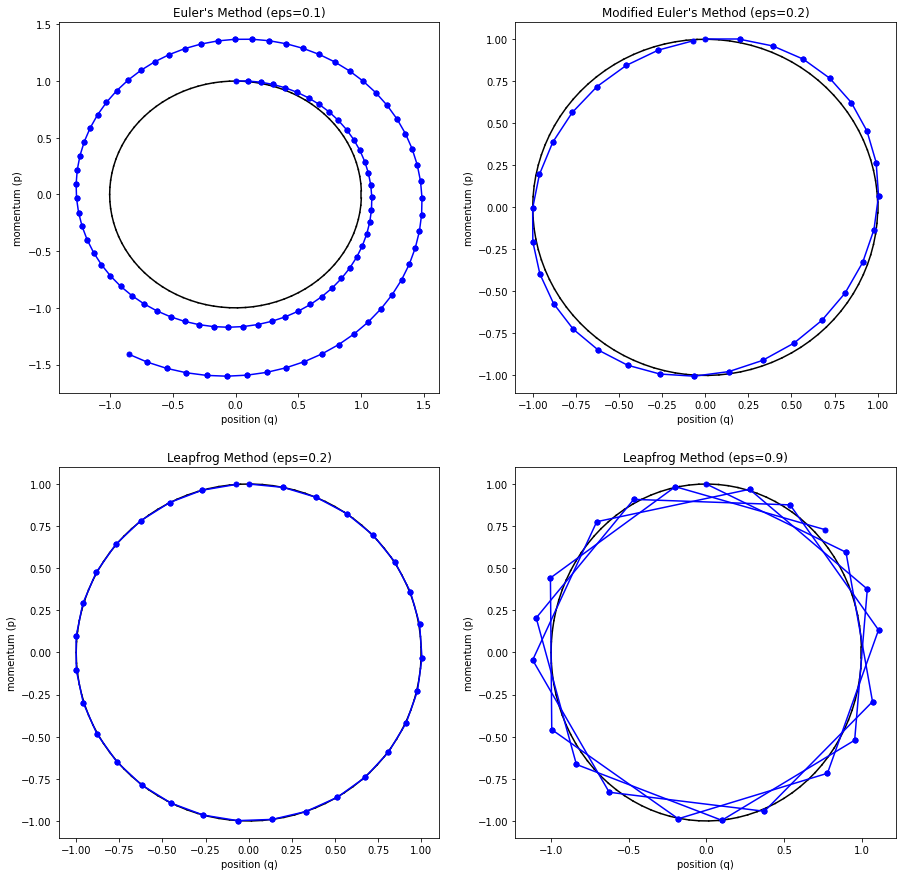 Euler's Method (eps=0.1)
momentum (p)
1.5
1.0
0.5
0.0
−0.5
−1.0
−1.5
−1.0 −0.5 0.0 0.5 1.0 1.5
position (q)
Modified Euler's Method (eps=0.2)
momentum (p)
1.00
0.75
0.50
0.25
0.00
−0.25
−0.50
−0.75
−1.00
−1.00 −0.75 −0.50 −0.25 0.00 0.25 0.50 0.75 1.00
position (q)
Leapfrog Method (eps=0.2)
momentum (p)
1.00
0.75
0.50
0.25
0.00
−0.25
−0.50
−0.75
−1.00
−1.00 −0.75 −0.50 −0.25 0.00 0.25 0.50 0.75 1.00
position (q)
Leapfrog Method (eps=0.9)
momentum (p)
1.00
0.75
0.50
0.25
0.00
−0.25
−0.50
−0.75
−1.00
−1.0 −0.5 0.0 0.5 1.0
position (q)